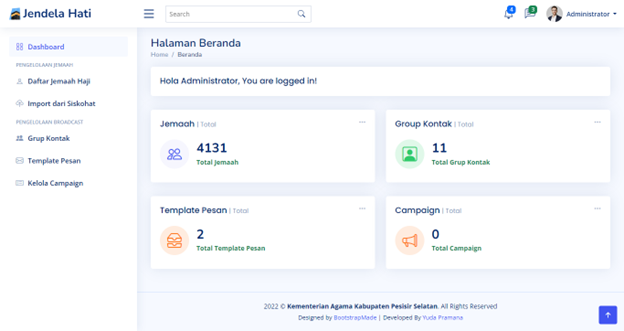 Jendela Hati
Search
4
3
Administrator
Dashboard
PENGELOLAAN JEMAAH
Daftar Jemaah Haji
Import dari Siskohat
PENGELOLAAN BROADCAST
Grup Kontak
Template Pesan
Kelola Campaign
Halaman Beranda
Home / Beranda
Hola Administrator, You are logged in!
Jemaah | Total
4131
Total Jemaah
Group Kontak | Total
11
Total Grup Kontak
Template Pesan | Total
2
Total Template Pesan
Campaign | Total
0
Total Campaign
2022 © Kementerian Agama Kabupaten Pesisir Selatan. All Rights Reserved
Designed by BootstrapMade | Developed By Yuda Pramana